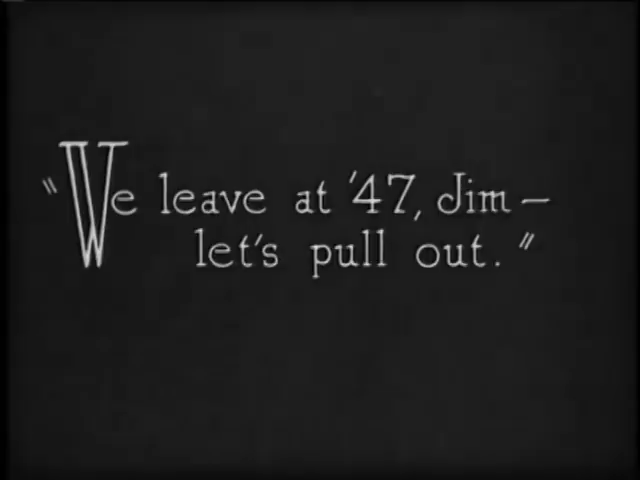 "We leave at '47, Jim—
let's pull out."